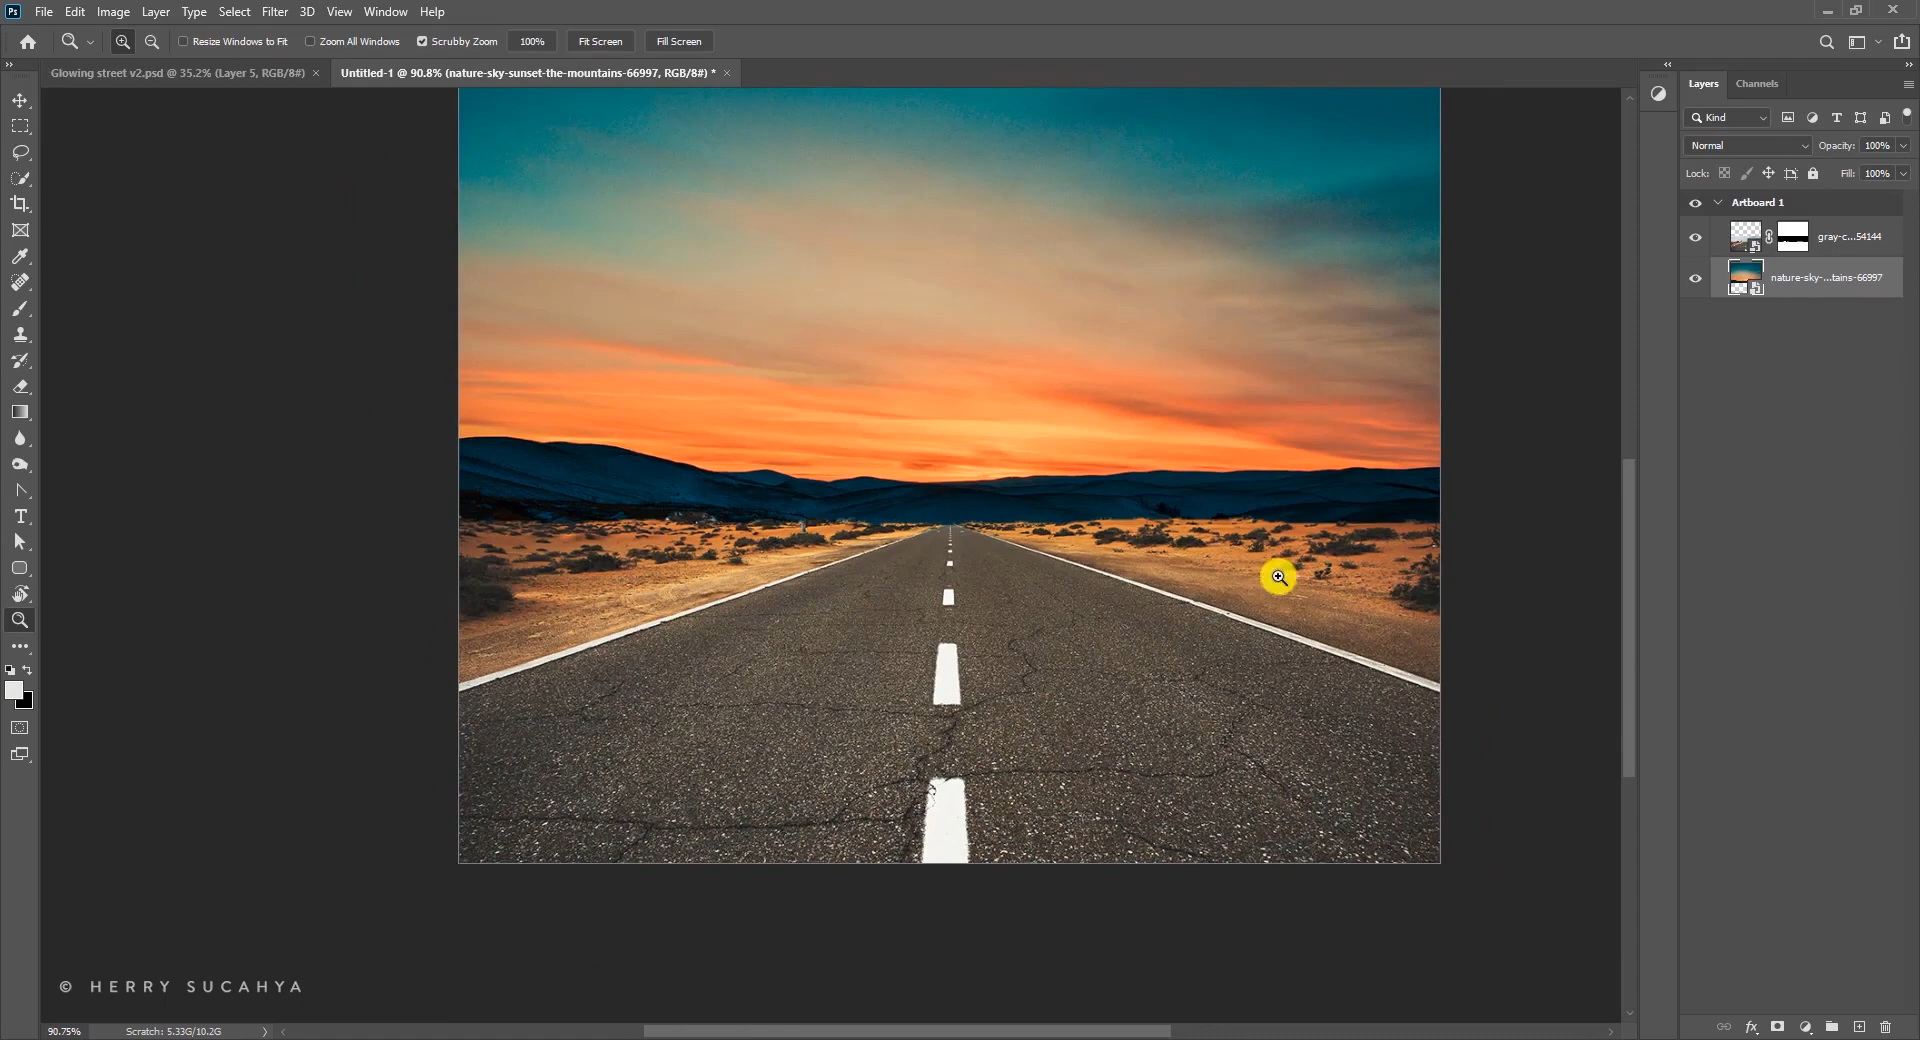 Ps File Edit Image Layer Type Select Filter 3D View Window Help
Resize Windows to Fit Zoom All Windows Scrubby Zoom 100% Fit Screen Fill Screen
Glowing street v2.psd @ 35.2% (Layer 5, RGB/8#) × Untitled-1 @ 90.8% (nature-sky-sunset-the-mountains-66997, RGB/8#) * ×
Layers Channels
Kind
Normal Opacity: 100%
Lock: Fill: 100%
Artboard 1
gray-c...54144
nature-sky-...tains-66997
© HERRY SUCAHYA
90.75% Scratch: 5.33G/10.2G